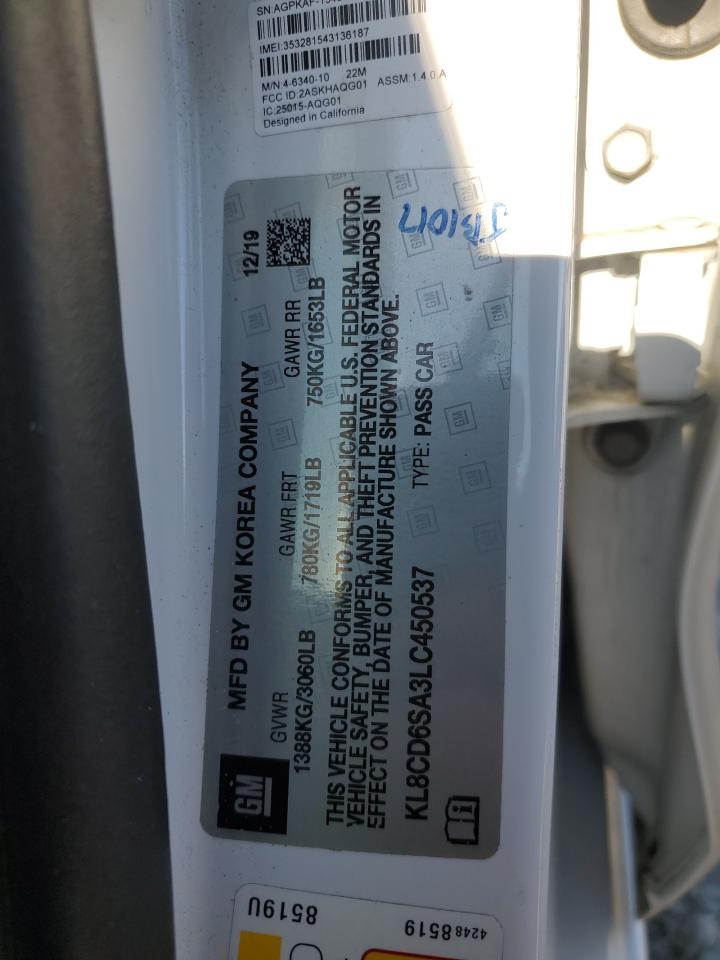 IMEI:353281543136187
M/N:4-6340-10 22M
FCC ID:2ASKHAQG01 ASSM:1.4.0.A
IC:25015-AQG01
Designed in California
GM
MFD BY GM KOREA COMPANY 12/19
GVWR GAWR FRT GAWR RR
1388KG/3060LB 780KG/1719LB 750KG/1653LB
THIS VEHICLE CONFORMS TO ALL APPLICABLE U.S. FEDERAL MOTOR
VEHICLE SAFETY, BUMPER, AND THEFT PREVENTION STANDARDS IN
EFFECT ON THE DATE OF MANUFACTURE SHOWN ABOVE.
KL8CD6SA3LC450537 TYPE: PASS CAR
JB1017
8519U
4248 8519